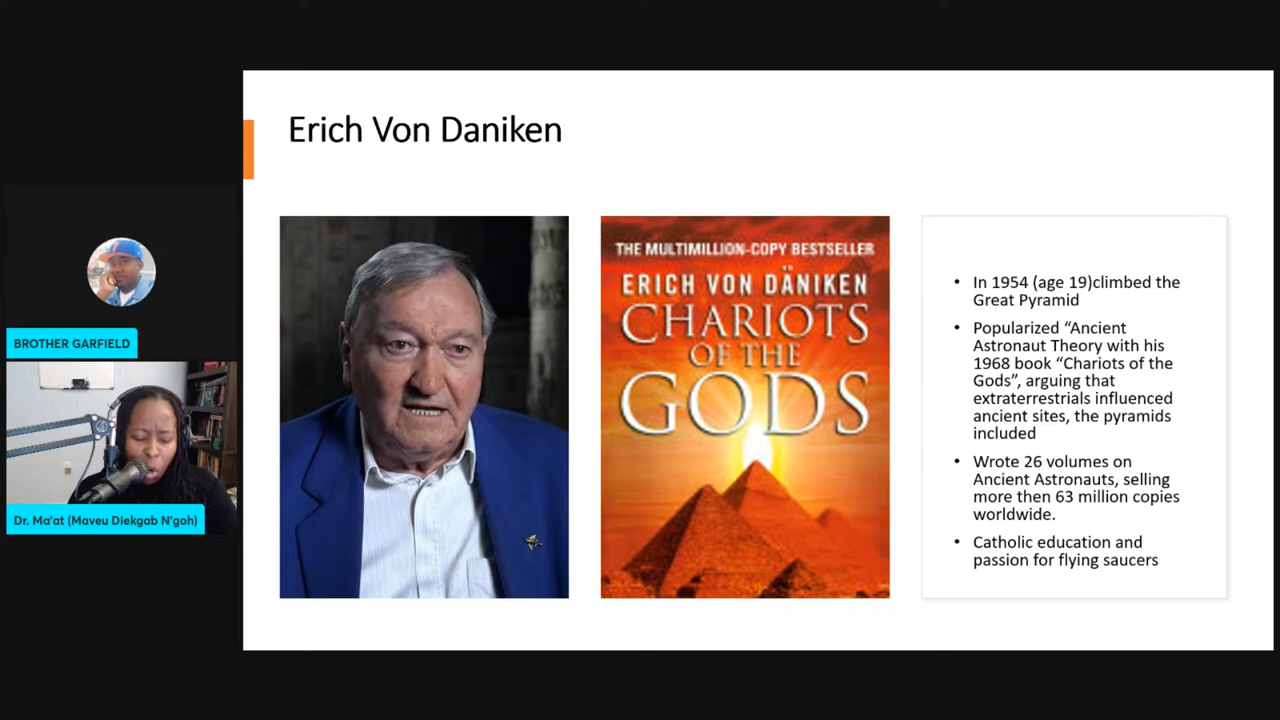 Erich Von Daniken
THE MULTIMILLION-COPY BESTSELLER
ERICH VON DÄNIKEN
CHARIOTS
OF THE
GODS
• In 1954 (age 19)climbed the
Great Pyramid
• Popularized “Ancient
Astronaut Theory with his
1968 book “Chariots of the
Gods”, arguing that
extraterrestrials influenced
ancient sites, the pyramids
included
• Wrote 26 volumes on
Ancient Astronauts, selling
more then 63 million copies
worldwide.
• Catholic education and
passion for flying saucers
BROTHER GARFIELD
Dr. Ma'at (Maveu Diekgab N'goh)